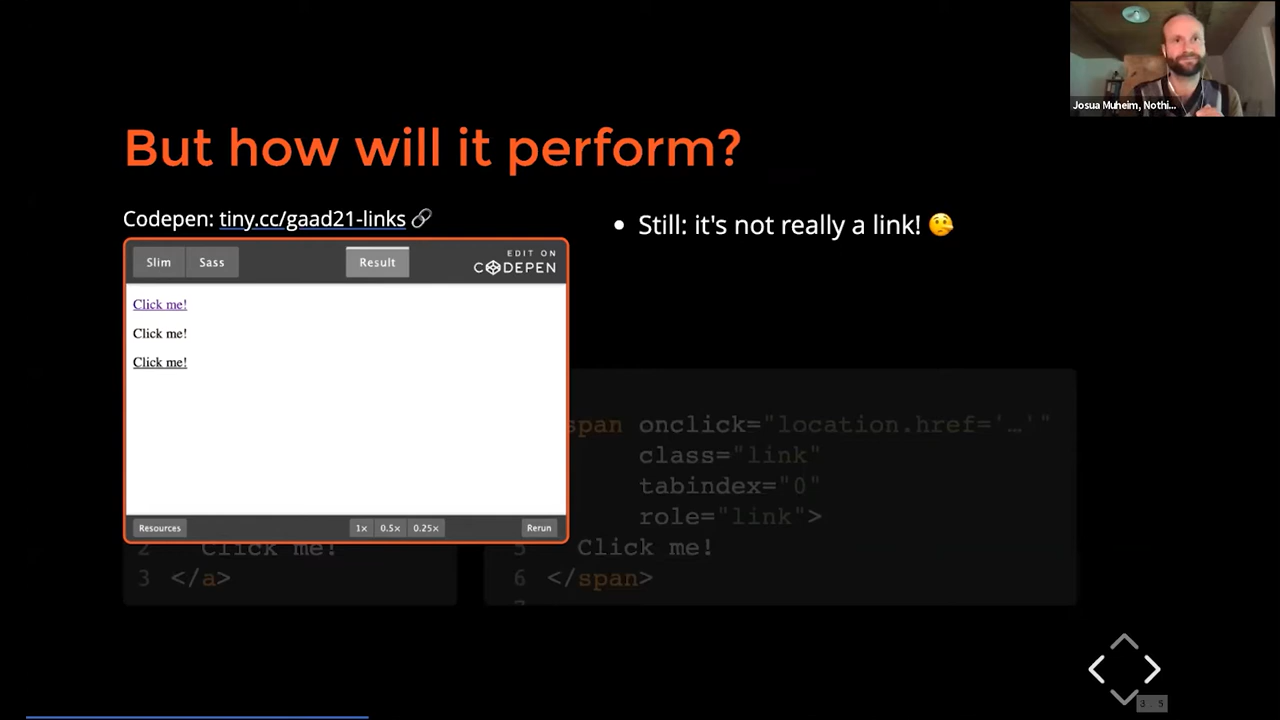 Josua Muheim, Nothi...
But how will it perform?
Codepen: tiny.cc/gaad21-links
Still: it's not really a link!
Slim
Sass
Result
EDIT ON
CODEPEN
Click me!
Click me!
Click me!
Resources
1×
0.5×
0.25×
Rerun
2 Click me!
3 </a>
span onclick="location.href='…'"
class="link"
tabindex="0"
role="link">
5 Click me!
6 </span>
3.5